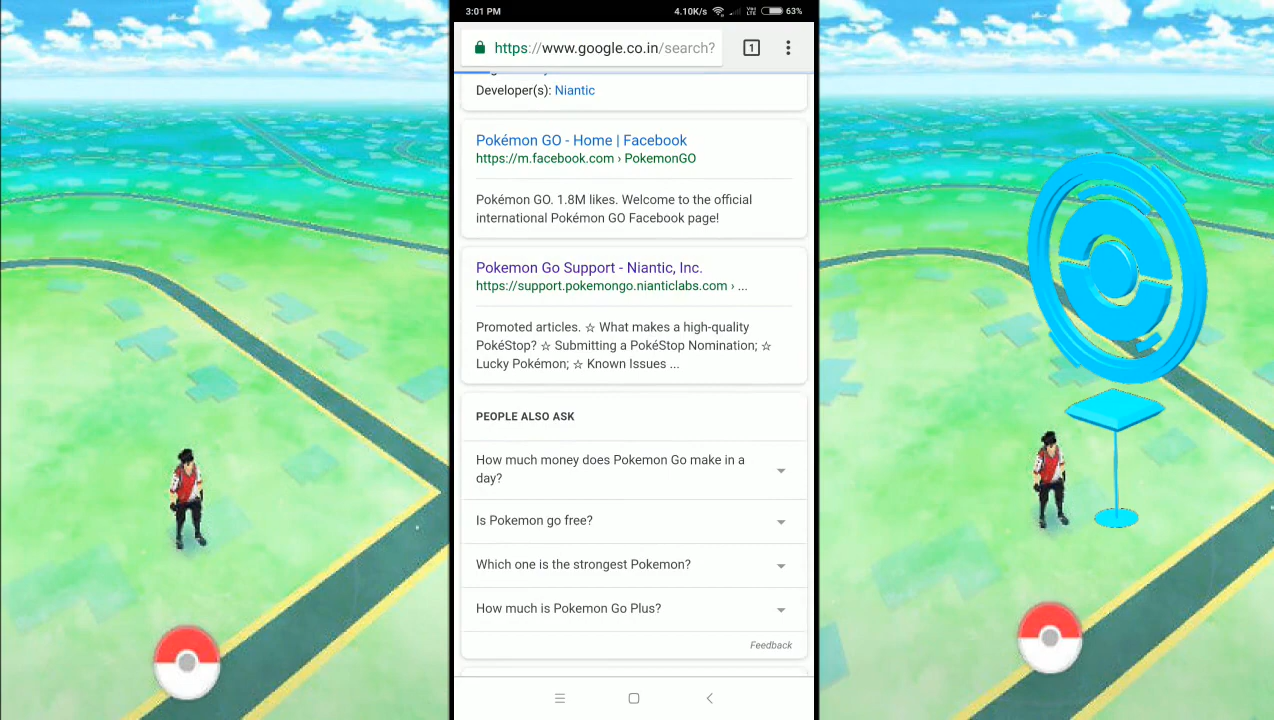 3:01 PM 4.10K/s Vo) LTE 63%
https://www.google.co.in/search?
1
Developer(s): Niantic
Pokémon GO - Home | Facebook
https://m.facebook.com › PokemonGO
Pokémon GO. 1.8M likes. Welcome to the official
international Pokémon GO Facebook page!
Pokemon Go Support - Niantic, Inc.
https://support.pokemongo.nianticlabs.com › ...
Promoted articles. ☆ What makes a high-quality
PokéStop? ☆ Submitting a PokéStop Nomination; ☆
Lucky Pokémon; ☆ Known Issues ...
PEOPLE ALSO ASK
How much money does Pokemon Go make in a
day?
Is Pokemon go free?
Which one is the strongest Pokemon?
How much is Pokemon Go Plus?
Feedback